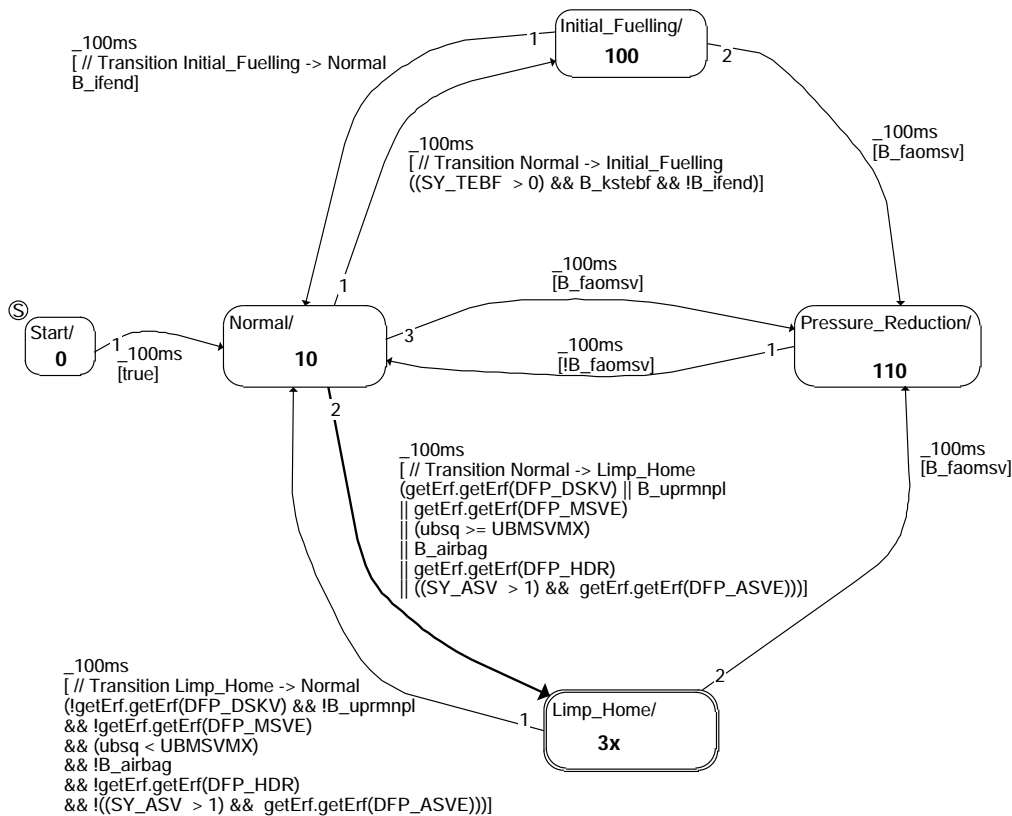 Initial_Fuelling/
100
1
2
_100ms
[ // Transition Initial_Fuelling -> Normal
B_ifend]
_100ms
[B_faomsv]
_100ms
[ // Transition Normal -> Initial_Fuelling
((SY_TEBF > 0) && B_kstebf && !B_ifend)]
1
_100ms
[B_faomsv]
S
Start/
0
1
_100ms
[true]
Normal/
10
3
Pressure_Reduction/
110
1
_100ms
[!B_faomsv]
2
_100ms
[ // Transition Normal -> Limp_Home
(getErf.getErf(DFP_DSKV) || B_uprmnpl
|| getErf.getErf(DFP_MSVE)
|| (ubsq >= UBMSVMX)
|| B_airbag
|| getErf.getErf(DFP_HDR)
|| ((SY_ASV > 1) && getErf.getErf(DFP_ASVE)))]
_100ms
[B_faomsv]
_100ms
[ // Transition Limp_Home -> Normal
(!getErf.getErf(DFP_DSKV) && !B_uprmnpl
&& !getErf.getErf(DFP_MSVE)
&& (ubsq < UBMSVMX)
&& !B_airbag
&& !getErf.getErf(DFP_HDR)
&& !((SY_ASV > 1) && getErf.getErf(DFP_ASVE)))]
1
2
Limp_Home/
3x